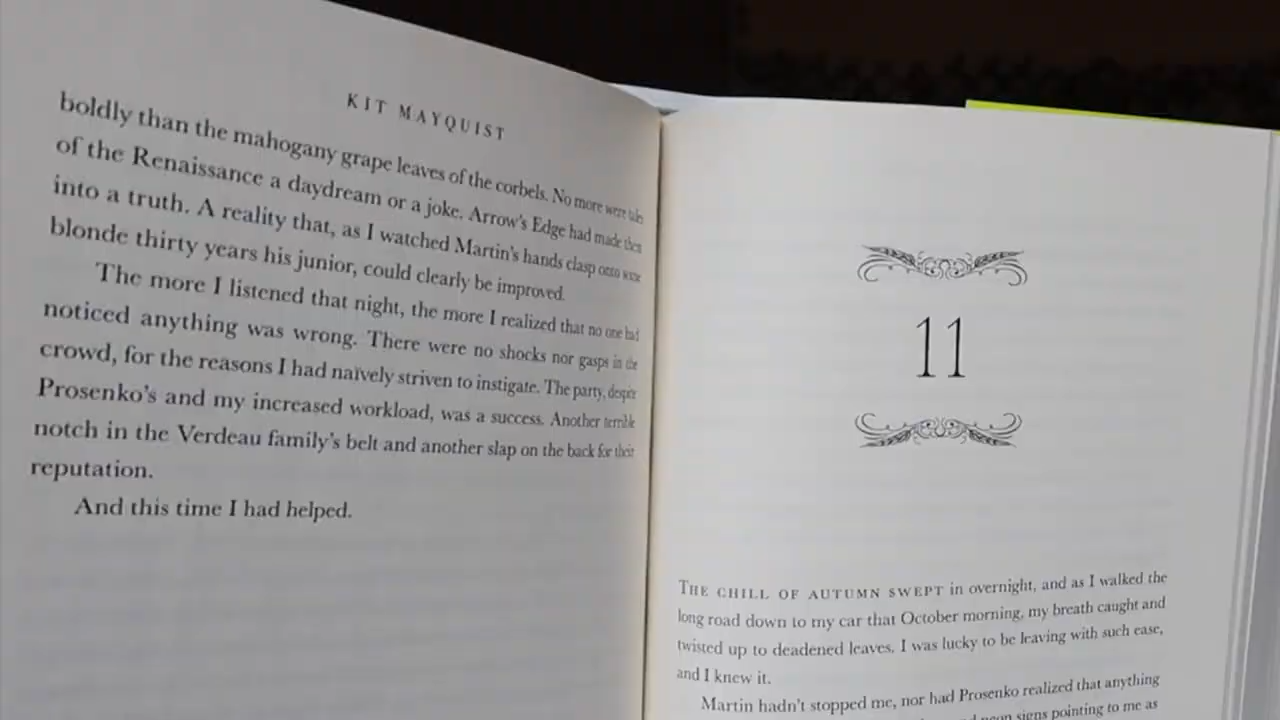 KIT MAYQUIST
boldly than the mahogany grape leaves of the corbels. No more were tales
of the Renaissance a daydream or a joke. Arrow's Edge had made them
into a truth. A reality that, as I watched Martin's hands clasp onto some
blonde thirty years his junior, could clearly be improved.
The more I listened that night, the more I realized that no one had
noticed anything was wrong. There were no shocks nor gasps in the
crowd, for the reasons I had naïvely striven to instigate. The party, despite
Prosenko's and my increased workload, was a success. Another terrible
notch in the Verdeau family's belt and another slap on the back for their
reputation.
And this time I had helped.
11
THE CHILL OF AUTUMN SWEPT in overnight, and as I walked the
long road down to my car that October morning, my breath caught and
twisted up to deadened leaves. I was lucky to be leaving with such ease,
and I knew it.
Martin hadn't stopped me, nor had Prosenko realized that anything
neon signs pointing to me as